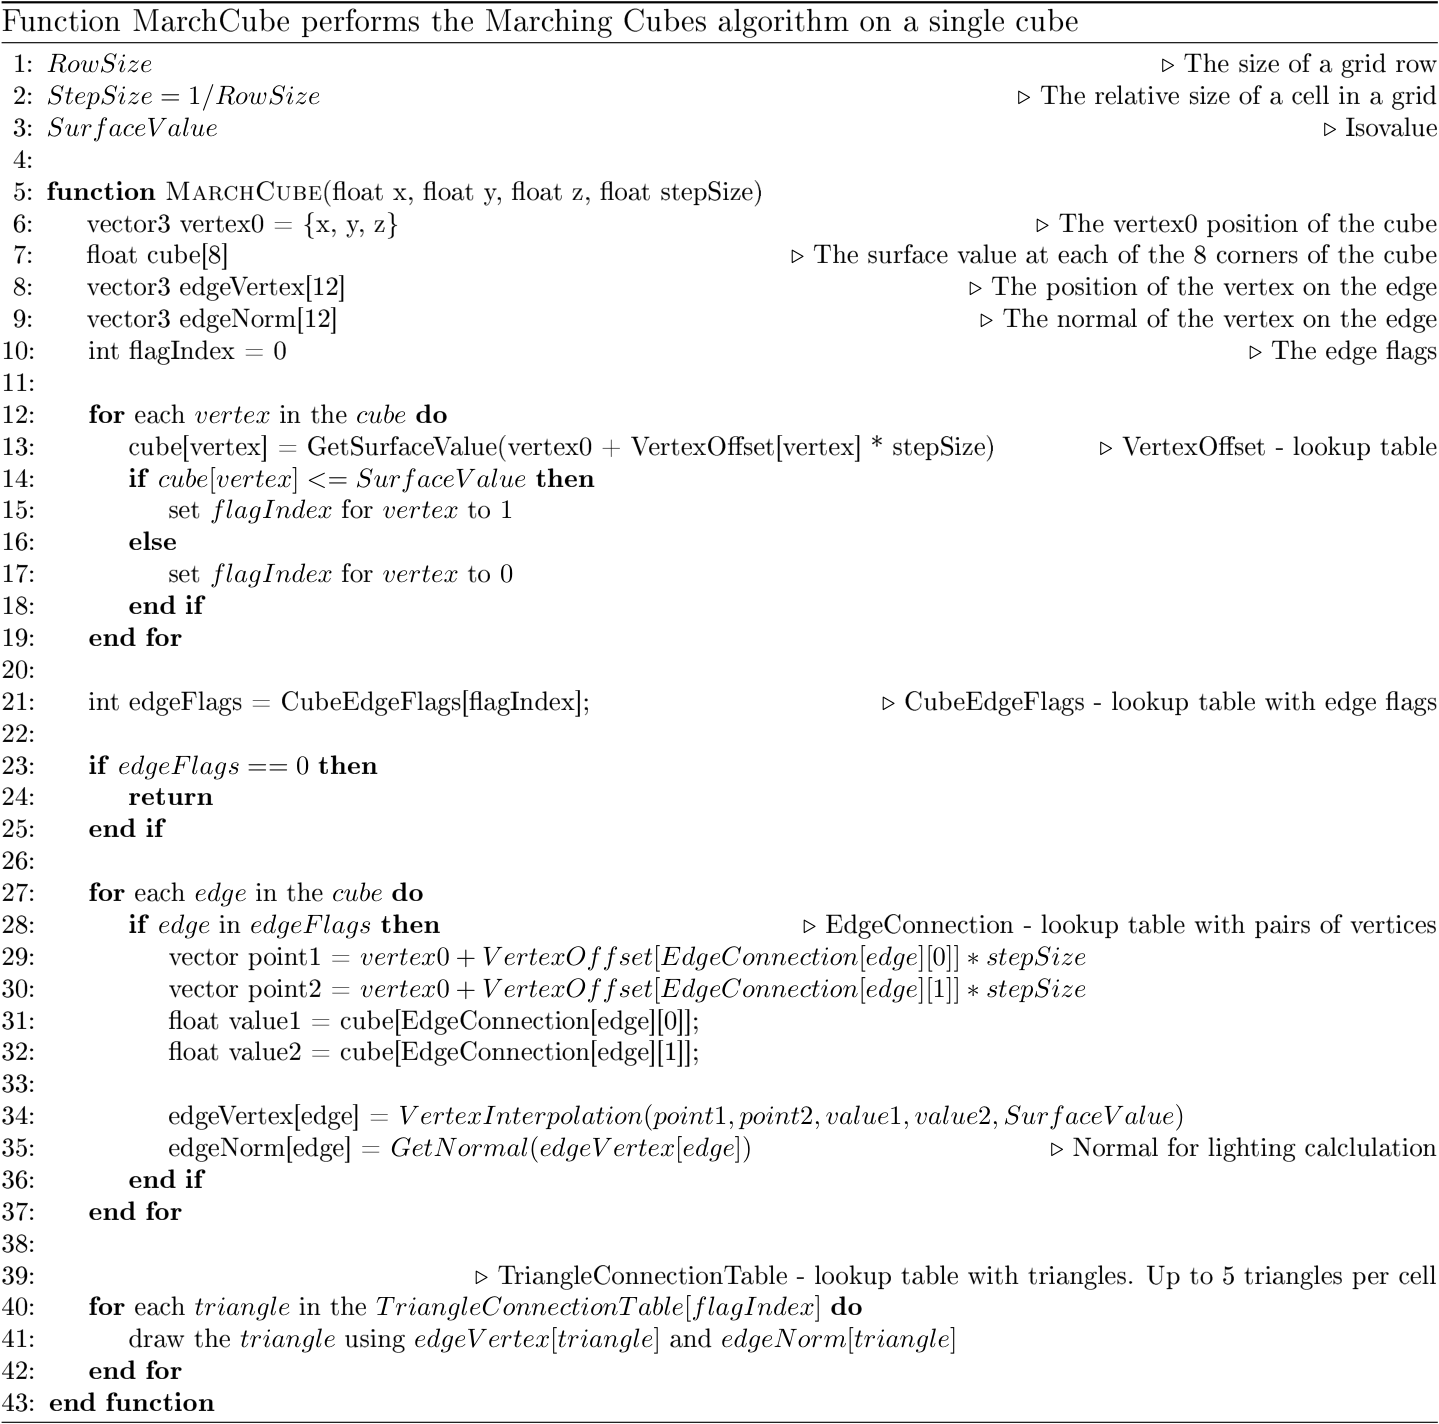 Function MarchCube performs the Marching Cubes algorithm on a single cube
1: RowSize ▷ The size of a grid row
2: StepSize = 1/RowSize ▷ The relative size of a cell in a grid
3: SurfaceValue ▷ Isovalue
4:
5: function MARCHCUBE(float x, float y, float z, float stepSize)
6: vector3 vertex0 = {x, y, z} ▷ The vertex0 position of the cube
7: float cube[8] ▷ The surface value at each of the 8 corners of the cube
8: vector3 edgeVertex[12] ▷ The position of the vertex on the edge
9: vector3 edgeNorm[12] ▷ The normal of the vertex on the edge
10: int flagIndex = 0 ▷ The edge flags
11:
12: for each vertex in the cube do
13: cube[vertex] = GetSurfaceValue(vertex0 + VertexOffset[vertex] * stepSize) ▷ VertexOffset - lookup table
14: if cube[vertex] <= SurfaceValue then
15: set flagIndex for vertex to 1
16: else
17: set flagIndex for vertex to 0
18: end if
19: end for
20:
21: int edgeFlags = CubeEdgeFlags[flagIndex]; ▷ CubeEdgeFlags - lookup table with edge flags
22:
23: if edgeFlags == 0 then
24: return
25: end if
26:
27: for each edge in the cube do
28: if edge in edgeFlags then ▷ EdgeConnection - lookup table with pairs of vertices
29: vector point1 = vertex0 + VertexOffset[EdgeConnection[edge][0]] * stepSize
30: vector point2 = vertex0 + VertexOffset[EdgeConnection[edge][1]] * stepSize
31: float value1 = cube[EdgeConnection[edge][0]];
32: float value2 = cube[EdgeConnection[edge][1]];
33:
34: edgeVertex[edge] = VertexInterpolation(point1, point2, value1, value2, SurfaceValue)
35: edgeNorm[edge] = GetNormal(edgeVertex[edge]) ▷ Normal for lighting calclulation
36: end if
37: end for
38:
39: ▷ TriangleConnectionTable - lookup table with triangles. Up to 5 triangles per cell
40: for each triangle in the TriangleConnectionTable[flagIndex] do
41: draw the triangle using edgeVertex[triangle] and edgeNorm[triangle]
42: end for
43: end function